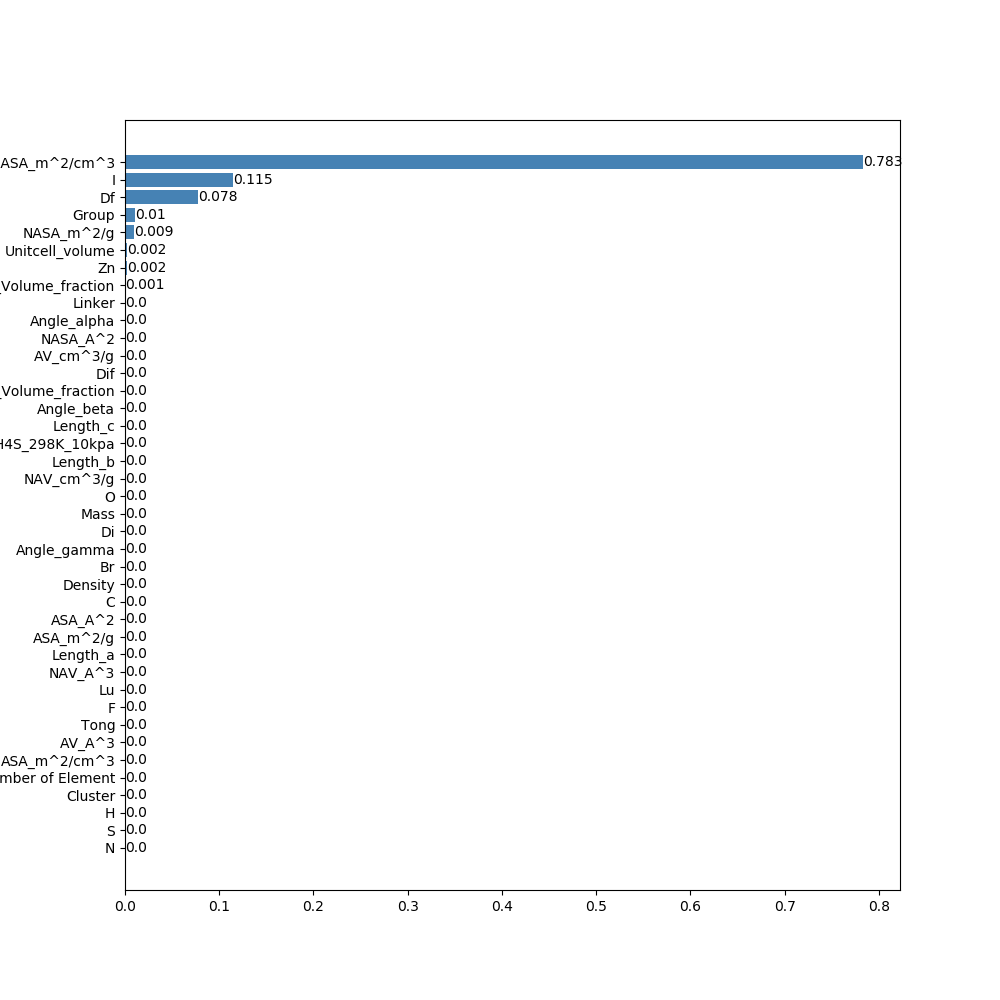 ASA_m^2/cm^3 0.783
I 0.115
Df 0.078
Group 0.01
NASA_m^2/g 0.009
Unitcell_volume 0.002
Zn 0.002
_Volume_fraction 0.001
Linker 0.0
Angle_alpha 0.0
NASA_A^2 0.0
AV_cm^3/g 0.0
Dif 0.0
_Volume_fraction 0.0
Angle_beta 0.0
Length_c 0.0
H4S_298K_10kpa 0.0
Length_b 0.0
NAV_cm^3/g 0.0
O 0.0
Mass 0.0
Di 0.0
Angle_gamma 0.0
Br 0.0
Density 0.0
C 0.0
ASA_A^2 0.0
ASA_m^2/g 0.0
Length_a 0.0
NAV_A^3 0.0
Lu 0.0
F 0.0
Tong 0.0
AV_A^3 0.0
ASA_m^2/cm^3 0.0
mber of Element 0.0
Cluster 0.0
H 0.0
S 0.0
N 0.0
0.0 0.1 0.2 0.3 0.4 0.5 0.6 0.7 0.8